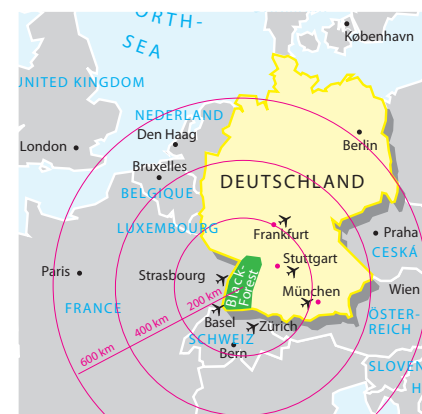 ORTH-
SEA
København
UNITED KINGDOM
NEDERLAND
Den Haag
Berlin
London
Bruxelles
BELGIQUE
DEUTSCHLAND
LUXEMBOURG
Frankfurt
Praha
ČESKÁ
Stuttgart
Paris
Strasbourg
Black-
Forest
München
Wien
200 km
FRANCE
Basel
Zürich
ÖSTER-
REICH
400 km
SCHWEIZ
Bern
600 km
SLOVEN
H